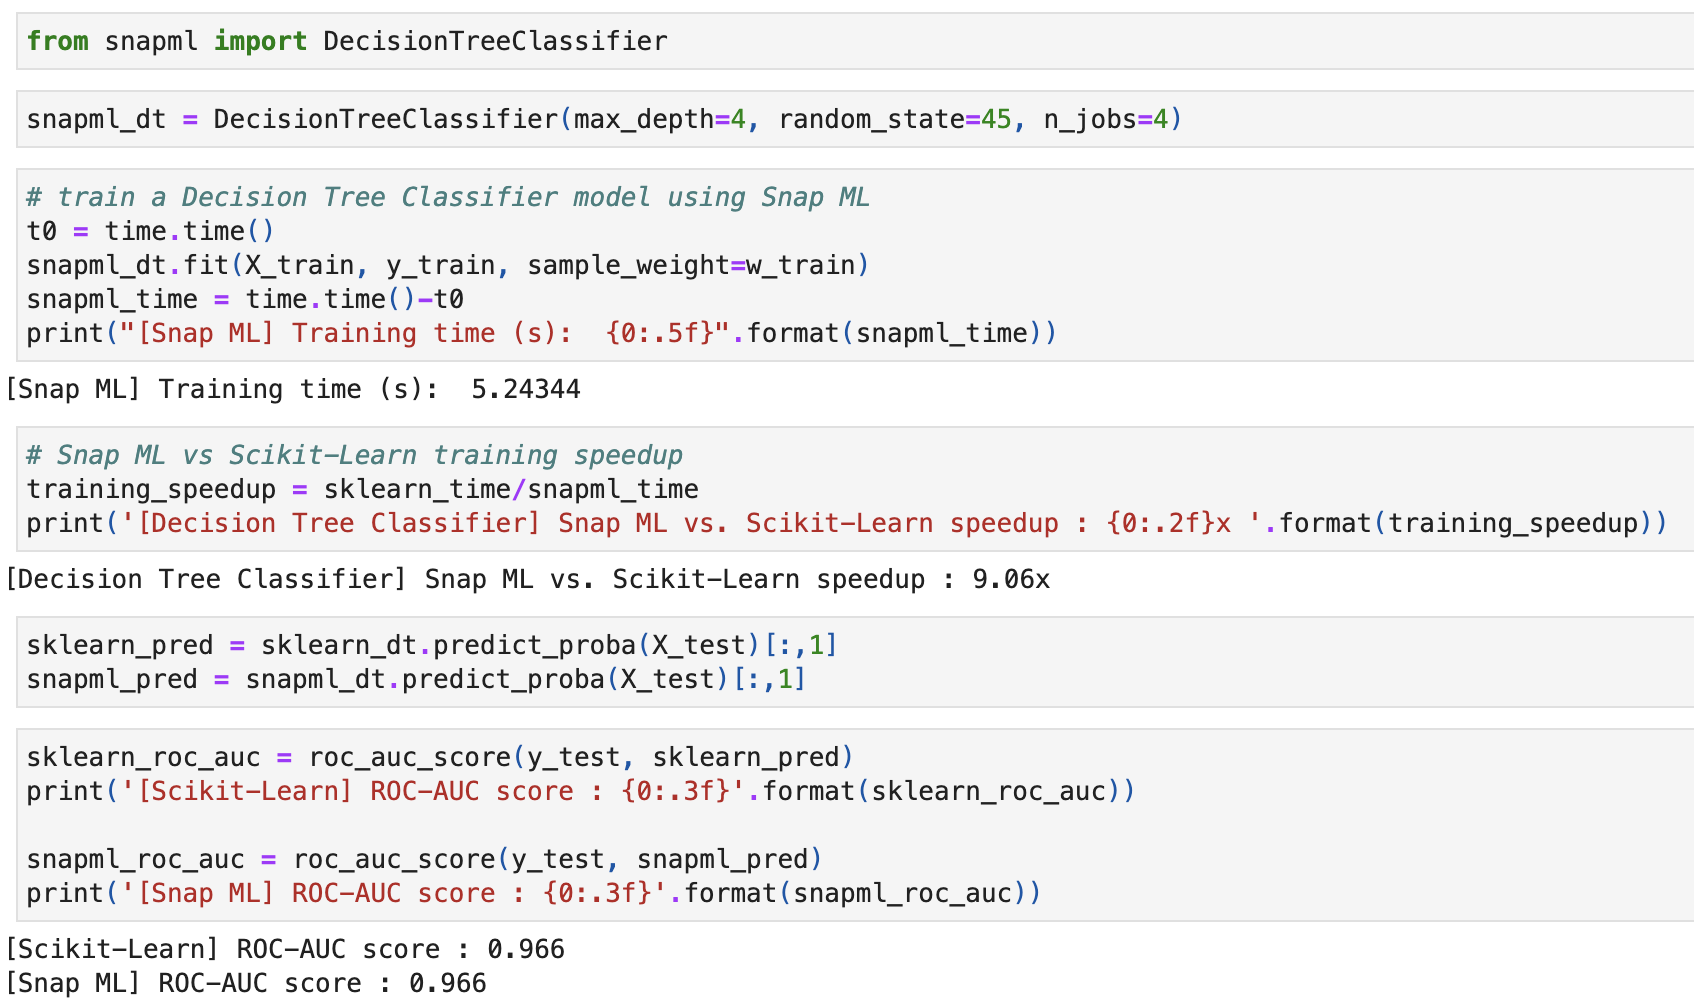 from snapml import DecisionTreeClassifier
snapml_dt = DecisionTreeClassifier(max_depth=4, random_state=45, n_jobs=4)
# train a Decision Tree Classifier model using Snap ML
t0 = time.time()
snapml_dt.fit(X_train, y_train, sample_weight=w_train)
snapml_time = time.time()-t0
print("[Snap ML] Training time (s):  {0:.5f}".format(snapml_time))
[Snap ML] Training time (s):  5.24344
# Snap ML vs Scikit-Learn training speedup
training_speedup = sklearn_time/snapml_time
print('[Decision Tree Classifier] Snap ML vs. Scikit-Learn speedup : {0:.2f}x '.format(training_speedup))
[Decision Tree Classifier] Snap ML vs. Scikit-Learn speedup : 9.06x
sklearn_pred = sklearn_dt.predict_proba(X_test)[:,1]
snapml_pred = snapml_dt.predict_proba(X_test)[:,1]
sklearn_roc_auc = roc_auc_score(y_test, sklearn_pred)
print('[Scikit-Learn] ROC-AUC score : {0:.3f}'.format(sklearn_roc_auc))
snapml_roc_auc = roc_auc_score(y_test, snapml_pred)
print('[Snap ML] ROC-AUC score : {0:.3f}'.format(snapml_roc_auc))
[Scikit-Learn] ROC-AUC score : 0.966
[Snap ML] ROC-AUC score : 0.966